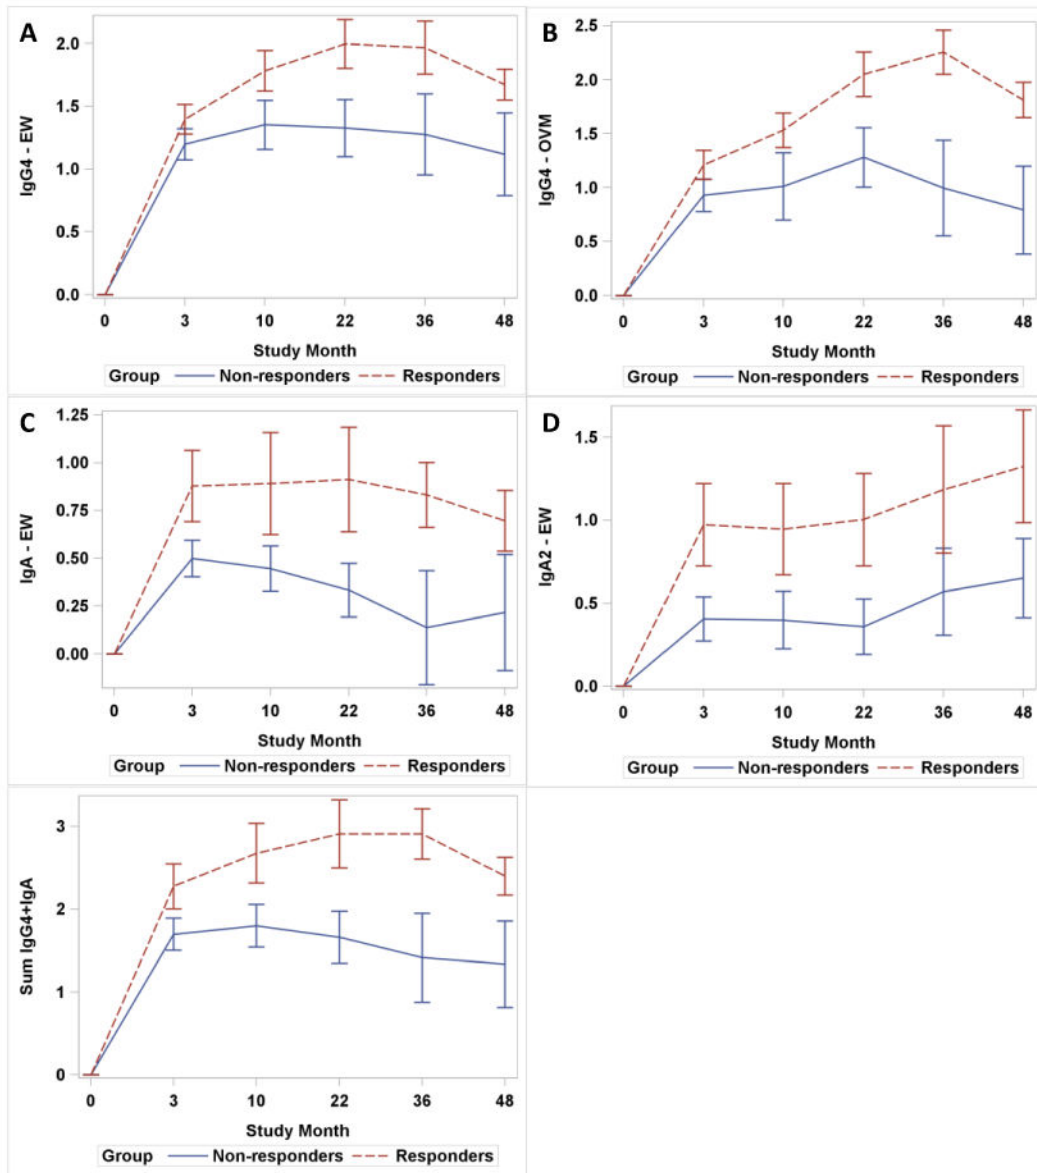 A
IgG4 - EW
2.0
1.5
1.0
0.5
0.0
0 3 10 22 36 48
Study Month
Group Non-responders Responders
B
IgG4 - OVM
2.5
2.0
1.5
1.0
0.5
0.0
0 3 10 22 36 48
Study Month
Group Non-responders Responders
C
IgA - EW
1.25
1.00
0.75
0.50
0.25
0.00
0 3 10 22 36 48
Study Month
Group Non-responders Responders
D
IgA2 - EW
1.5
1.0
0.5
0.0
0 3 10 22 36 48
Study Month
Group Non-responders Responders
Sum IgG4+IgA
3
2
1
0
0 3 10 22 36 48
Study Month
Group Non-responders Responders